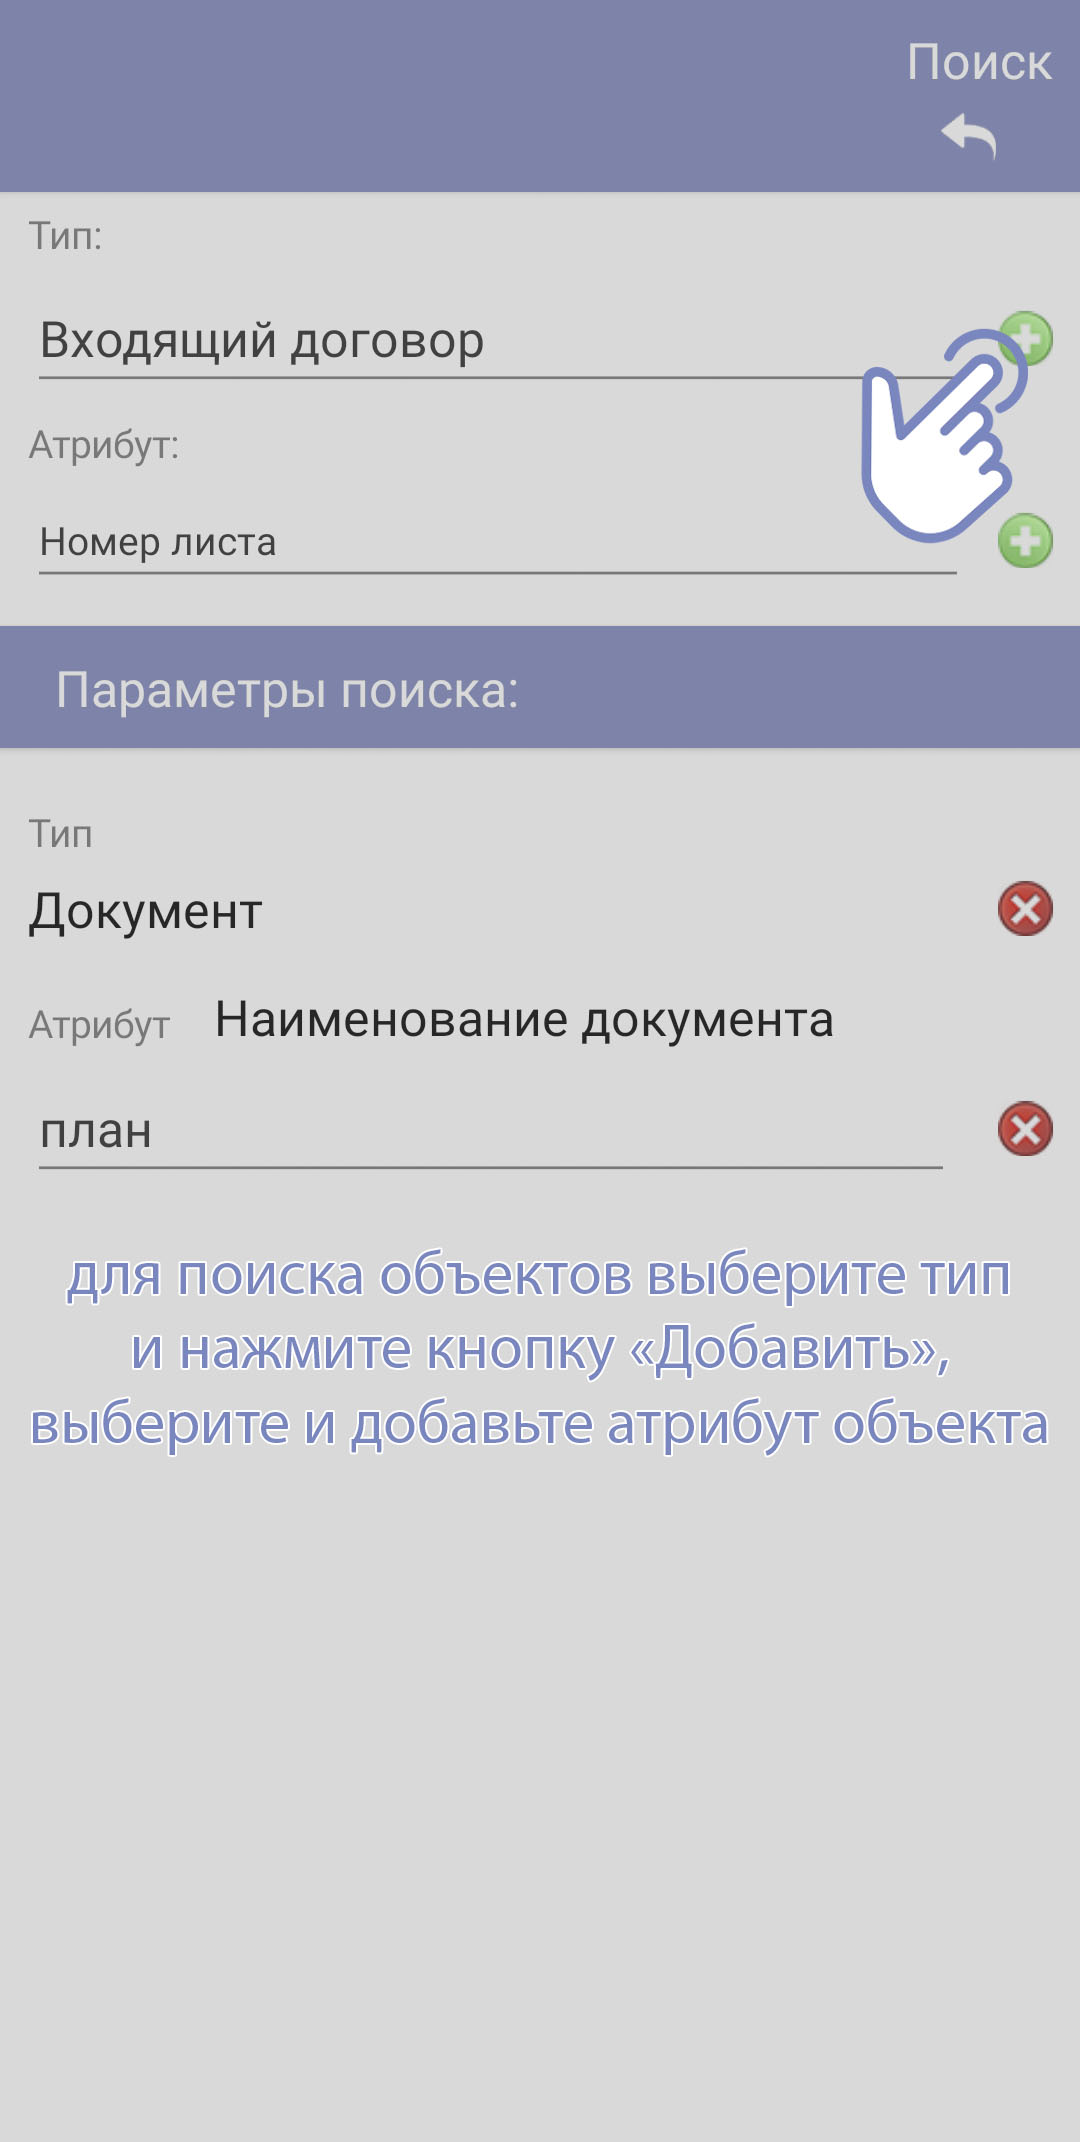 Поиск
Тип:
Входящий договор
Атрибут:
Номер листа
Параметры поиска:
Тип
Документ
Атрибут Наименование документа
план
для поиска объектов выберите тип
и нажмите кнопку «Добавить»,
выберите и добавьте атрибут объекта